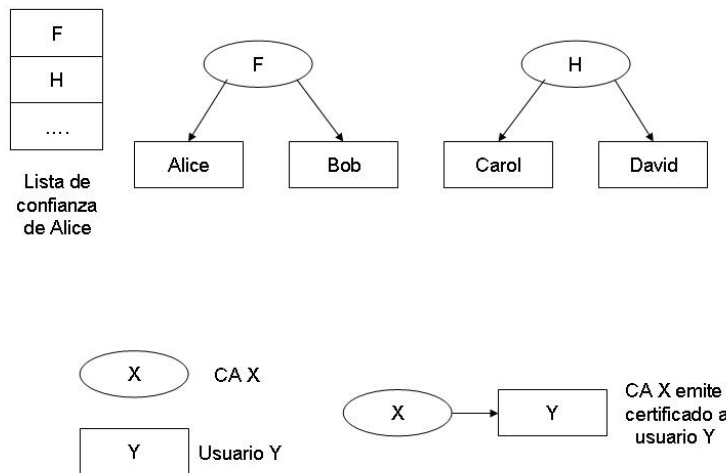 F
H
....
Lista de
confianza
de Alice
F
Alice
Bob
H
Carol
David
X
CA X
Y
Usuario Y
X
Y
CA X emite
certificado a
usuario Y